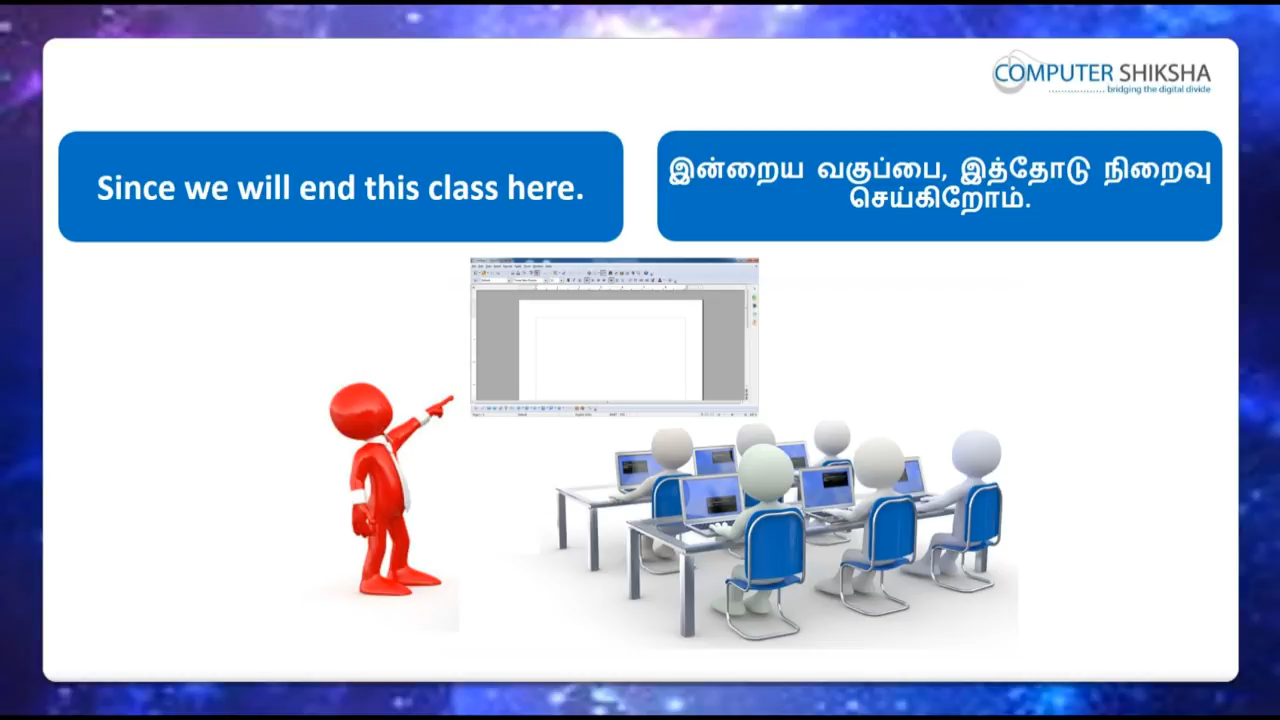 COMPUTER SHIKSHA
bridging the digital divide
Since we will end this class here.
இன்றைய வகுப்பை, இத்தோடு நிறைவு
செய்கிறோம்.